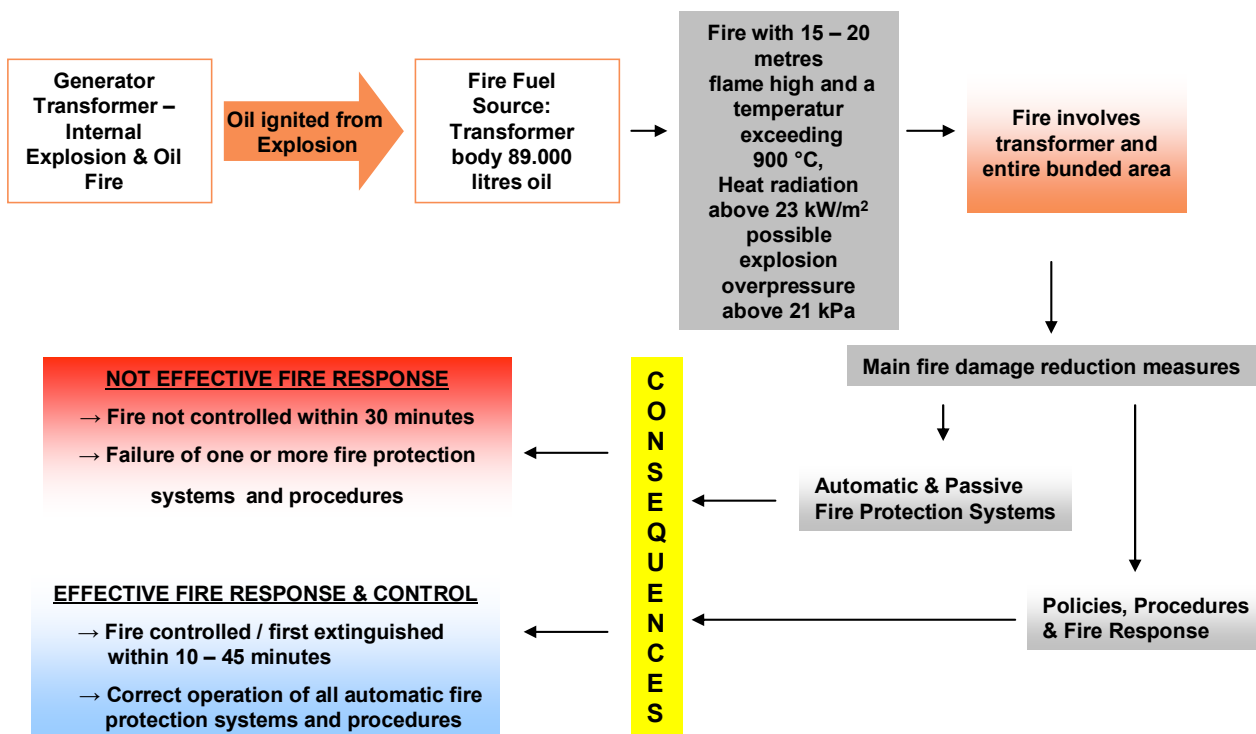 Generator
Transformer –
Internal
Explosion & Oil
Fire
Oil ignited from
Explosion
Fire Fuel
Source:
Transformer
body 89.000
litres oil
Fire with 15 – 20
metres
flame high and a
temperatur
exceeding
900 °C,
Heat radiation
above 23 kW/m²
possible
explosion
overpressure
above 21 kPa
Fire involves
transformer and
entire bunded area
Main fire damage reduction measures
Automatic & Passive
Fire Protection Systems
Policies, Procedures
& Fire Response
C
O
N
S
E
Q
U
E
N
C
E
S
NOT EFFECTIVE FIRE RESPONSE
→ Fire not controlled within 30 minutes
→ Failure of one or more fire protection
systems and procedures
EFFECTIVE FIRE RESPONSE & CONTROL
→ Fire controlled / first extinguished
within 10 – 45 minutes
→ Correct operation of all automatic fire
protection systems and procedures